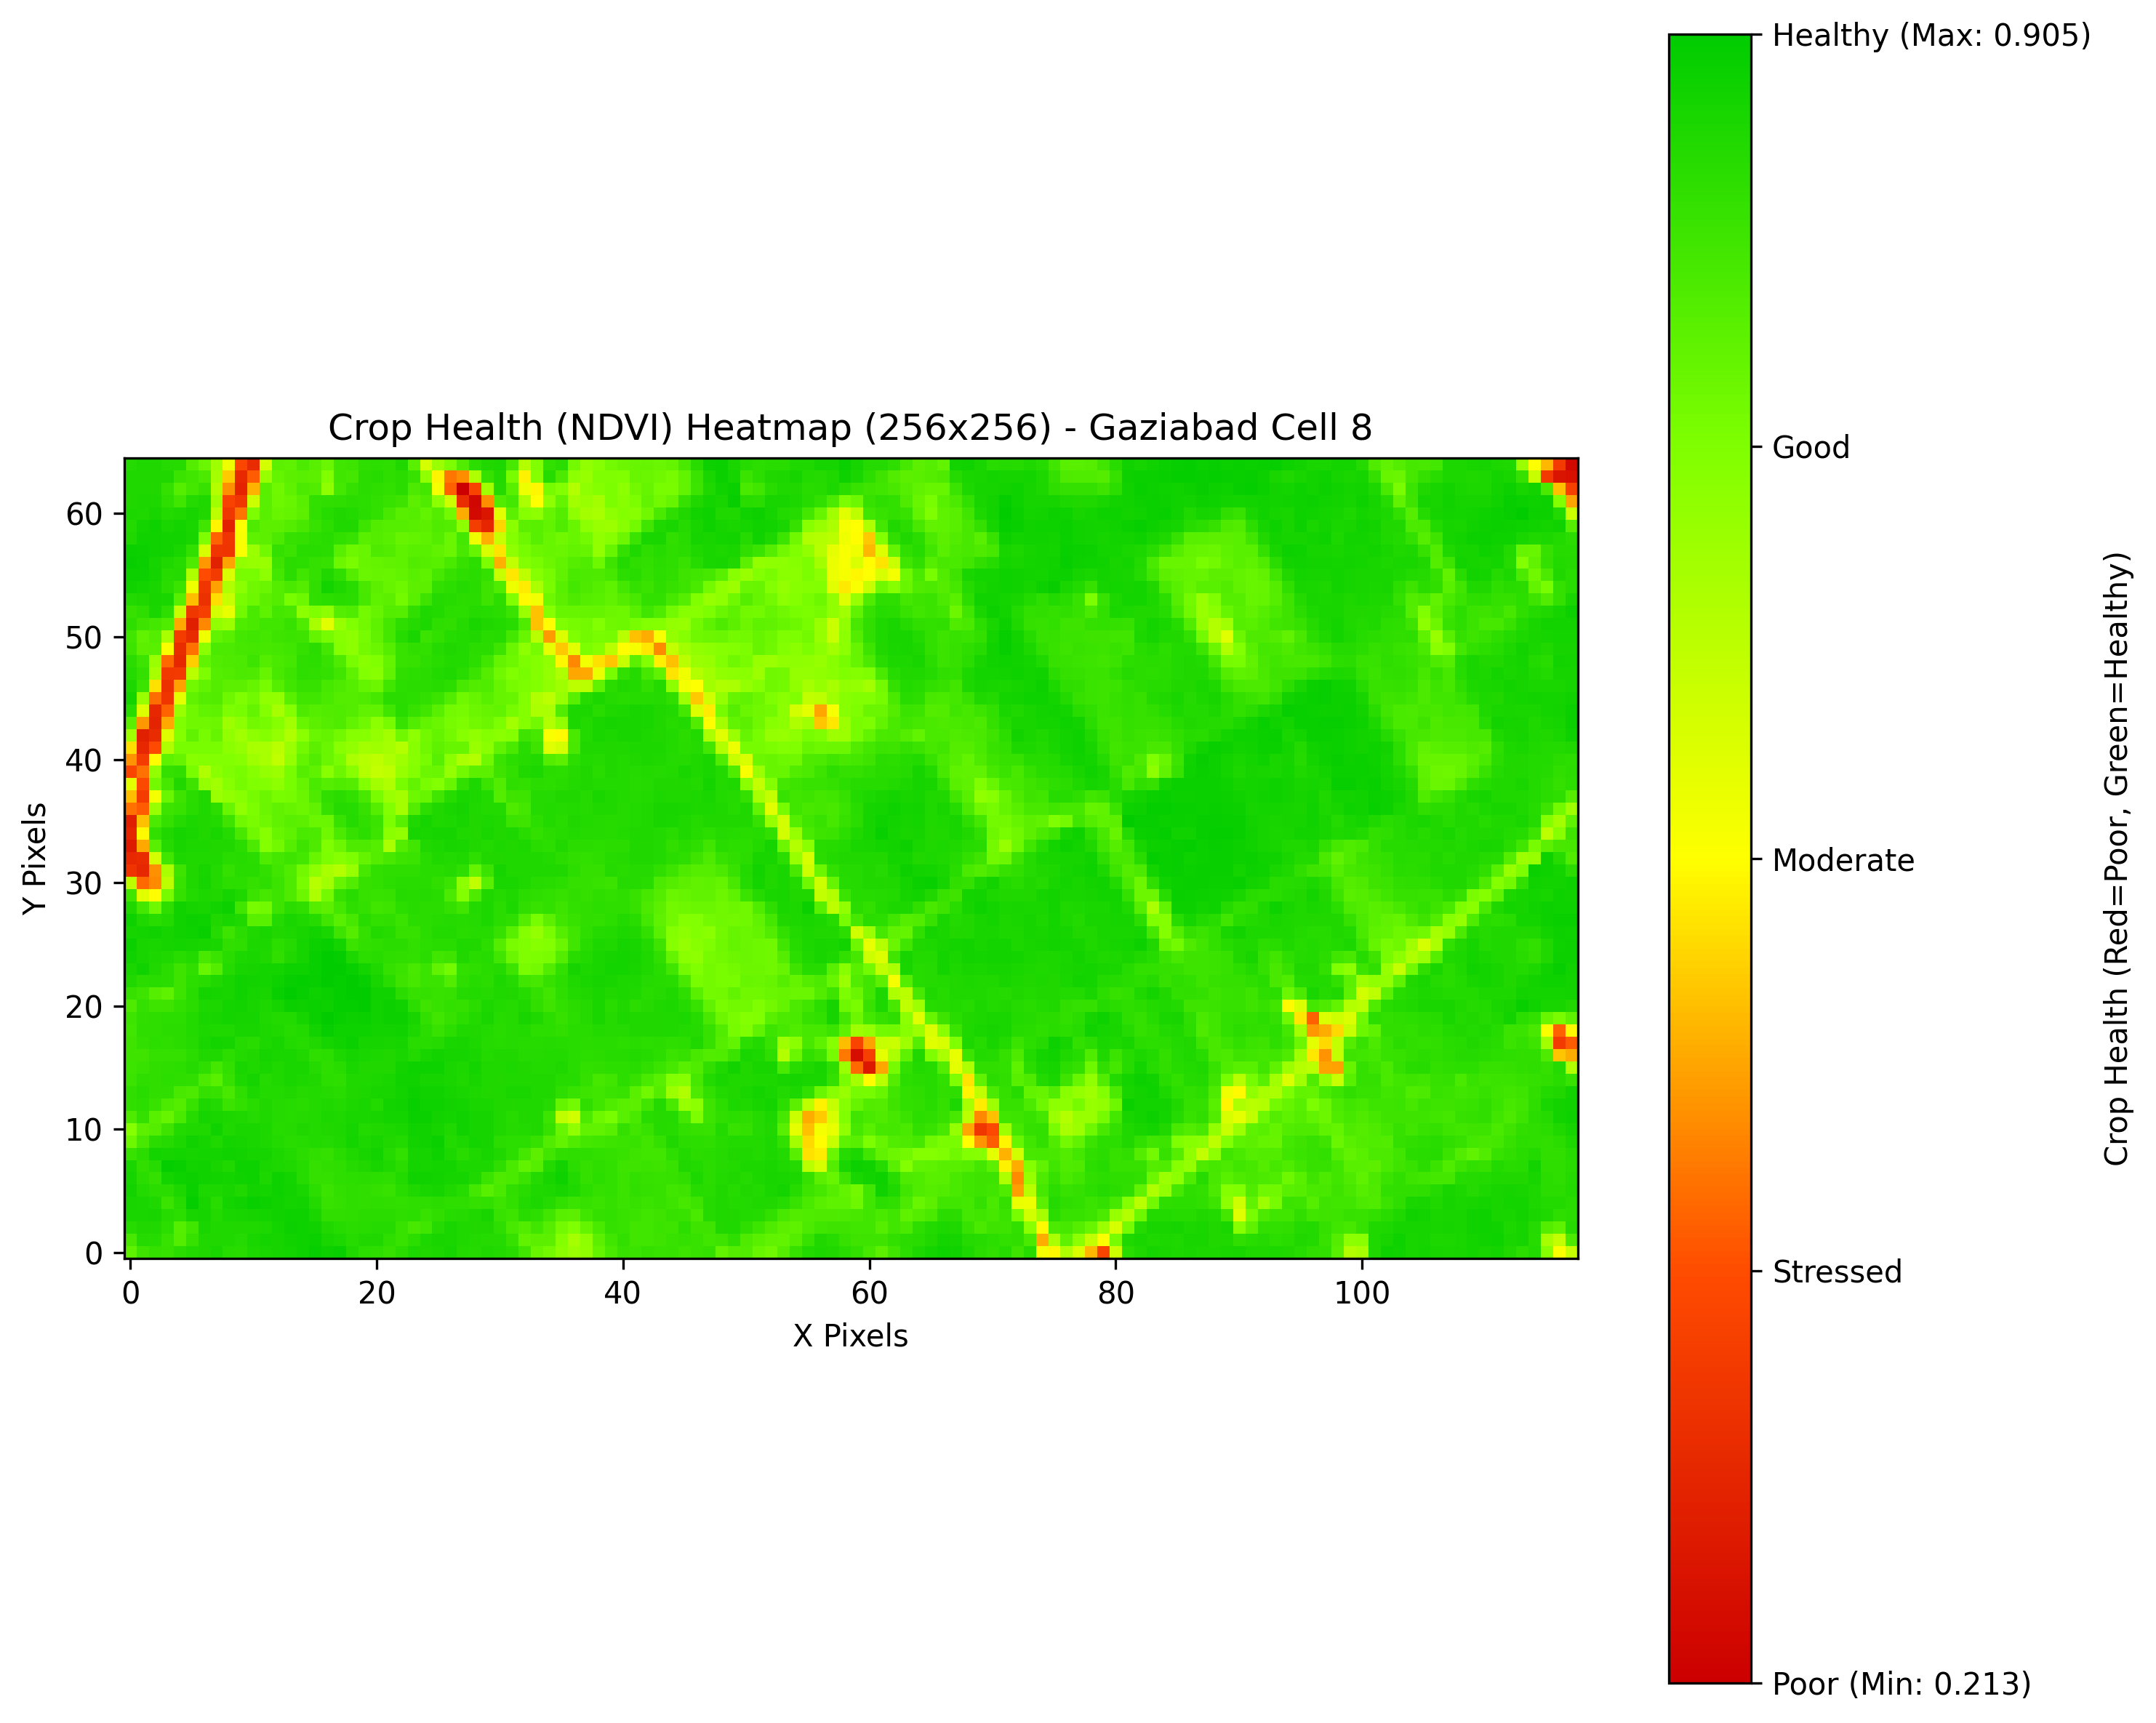 Crop Health (NDVI) Heatmap (256x256) - Gaziabad Cell 8
60
50
40
30
20
10
0
Y Pixels
0 20 40 60 80 100
X Pixels
Healthy (Max: 0.905)
Good
Moderate
Stressed
Poor (Min: 0.213)
Crop Health (Red=Poor, Green=Healthy)